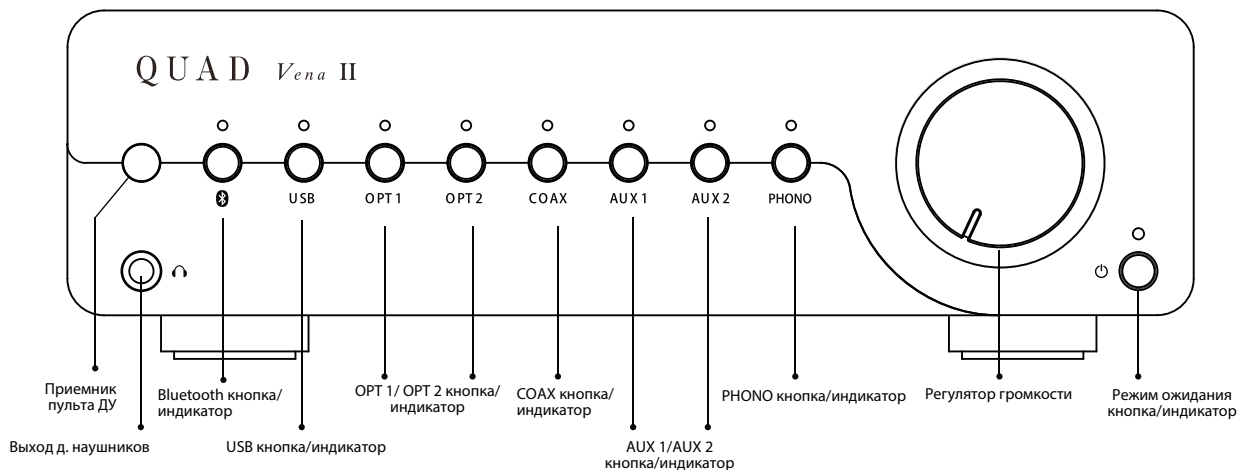 QUAD Vena II
USB
OPT 1
OPT 2
COAX
AUX 1
AUX 2
PHONO
Приемник
пульта ДУ
Bluetooth кнопка/
индикатор
OPT 1/ OPT 2 кнопка/
индикатор
COAX кнопка/
индикатор
PHONO кнопка/индикатор
Регулятор громкости
Режим ожидания
кнопка/индикатор
Выход д. наушников
USB кнопка/индикатор
AUX 1/AUX 2
кнопка/индикатор